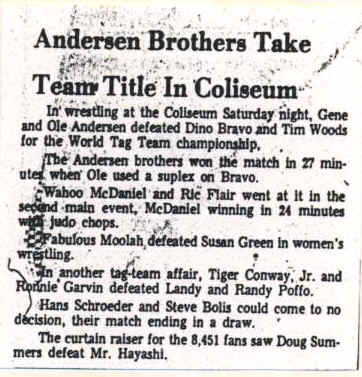 Andersen Brothers Take
Team Title In Coliseum
In wrestling at the Coliseum Saturday night, Gene
and Ole Andersen defeated Dino Bravo and Tim Woods
for the World Tag Team championship.
The Andersen brothers won the match in 27 min-
utes when Ole used a suplex on Bravo.
Wahoo McDaniel and Ric Flair went at it in the
second main event, McDaniel winning in 24 minutes
with judo chops.
Fabulous Moolah defeated Susan Green in women's
wrestling.
In another tag-team affair, Tiger Conway, Jr. and
Ronnie Garvin defeated Landy and Randy Poffo.
Hans Schroeder and Steve Bolis could come to no
decision, their match ending in a draw.
The curtain raiser for the 8,451 fans saw Doug Sum-
mers defeat Mr. Hayashi.